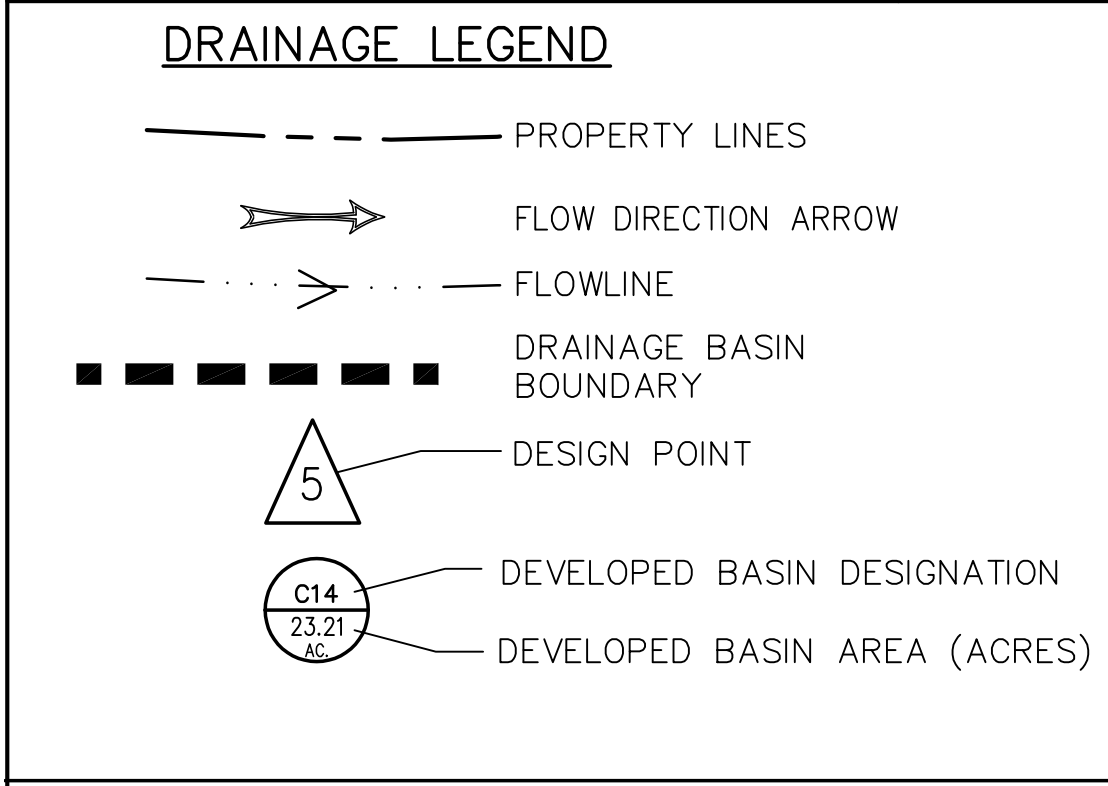 DRAINAGE LEGEND
PROPERTY LINES
FLOW DIRECTION ARROW
FLOWLINE
DRAINAGE BASIN
BOUNDARY
5
DESIGN POINT
C14
DEVELOPED BASIN DESIGNATION
23.21
AC.
DEVELOPED BASIN AREA (ACRES)